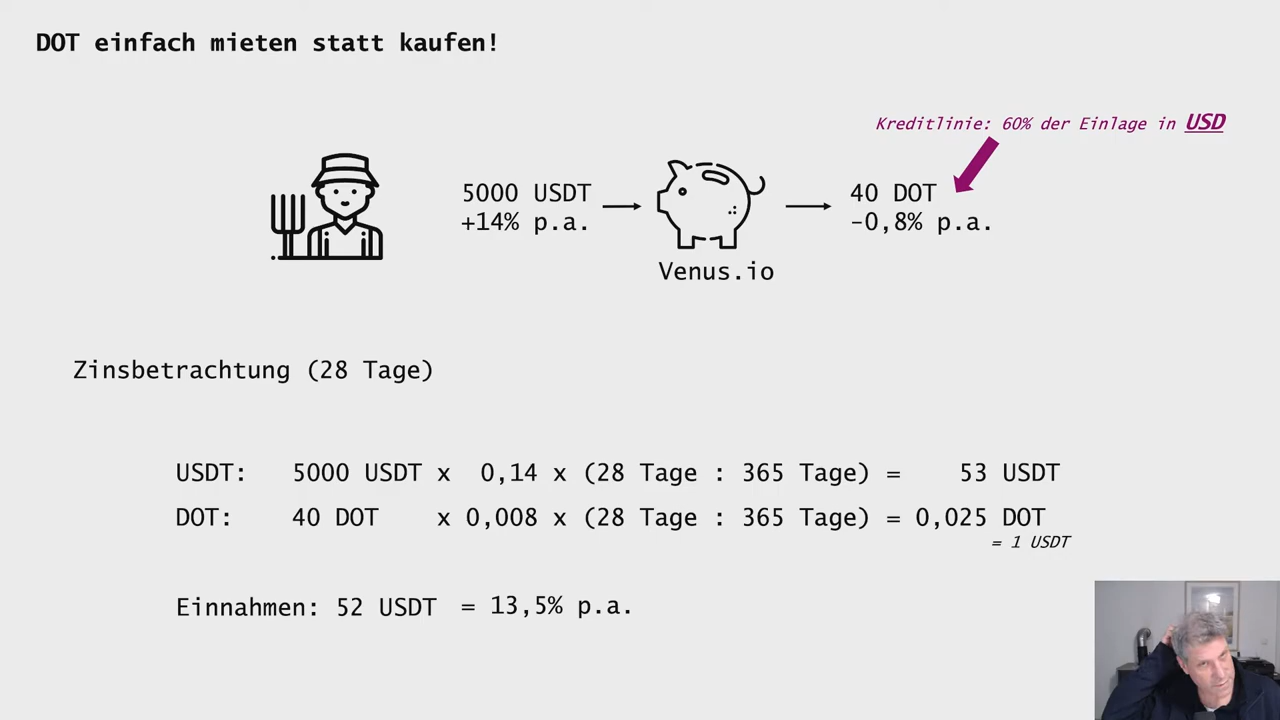 DOT einfach mieten statt kaufen!
Kreditlinie: 60% der Einlage in USD
5000 USDT
+14% p.a.
40 DOT
-0,8% p.a.
Venus.io
Zinsbetrachtung (28 Tage)
USDT: 5000 USDT x 0,14 x (28 Tage : 365 Tage) = 53 USDT
DOT: 40 DOT x 0,008 x (28 Tage : 365 Tage) = 0,025 DOT
= 1 USDT
Einnahmen: 52 USDT = 13,5% p.a.